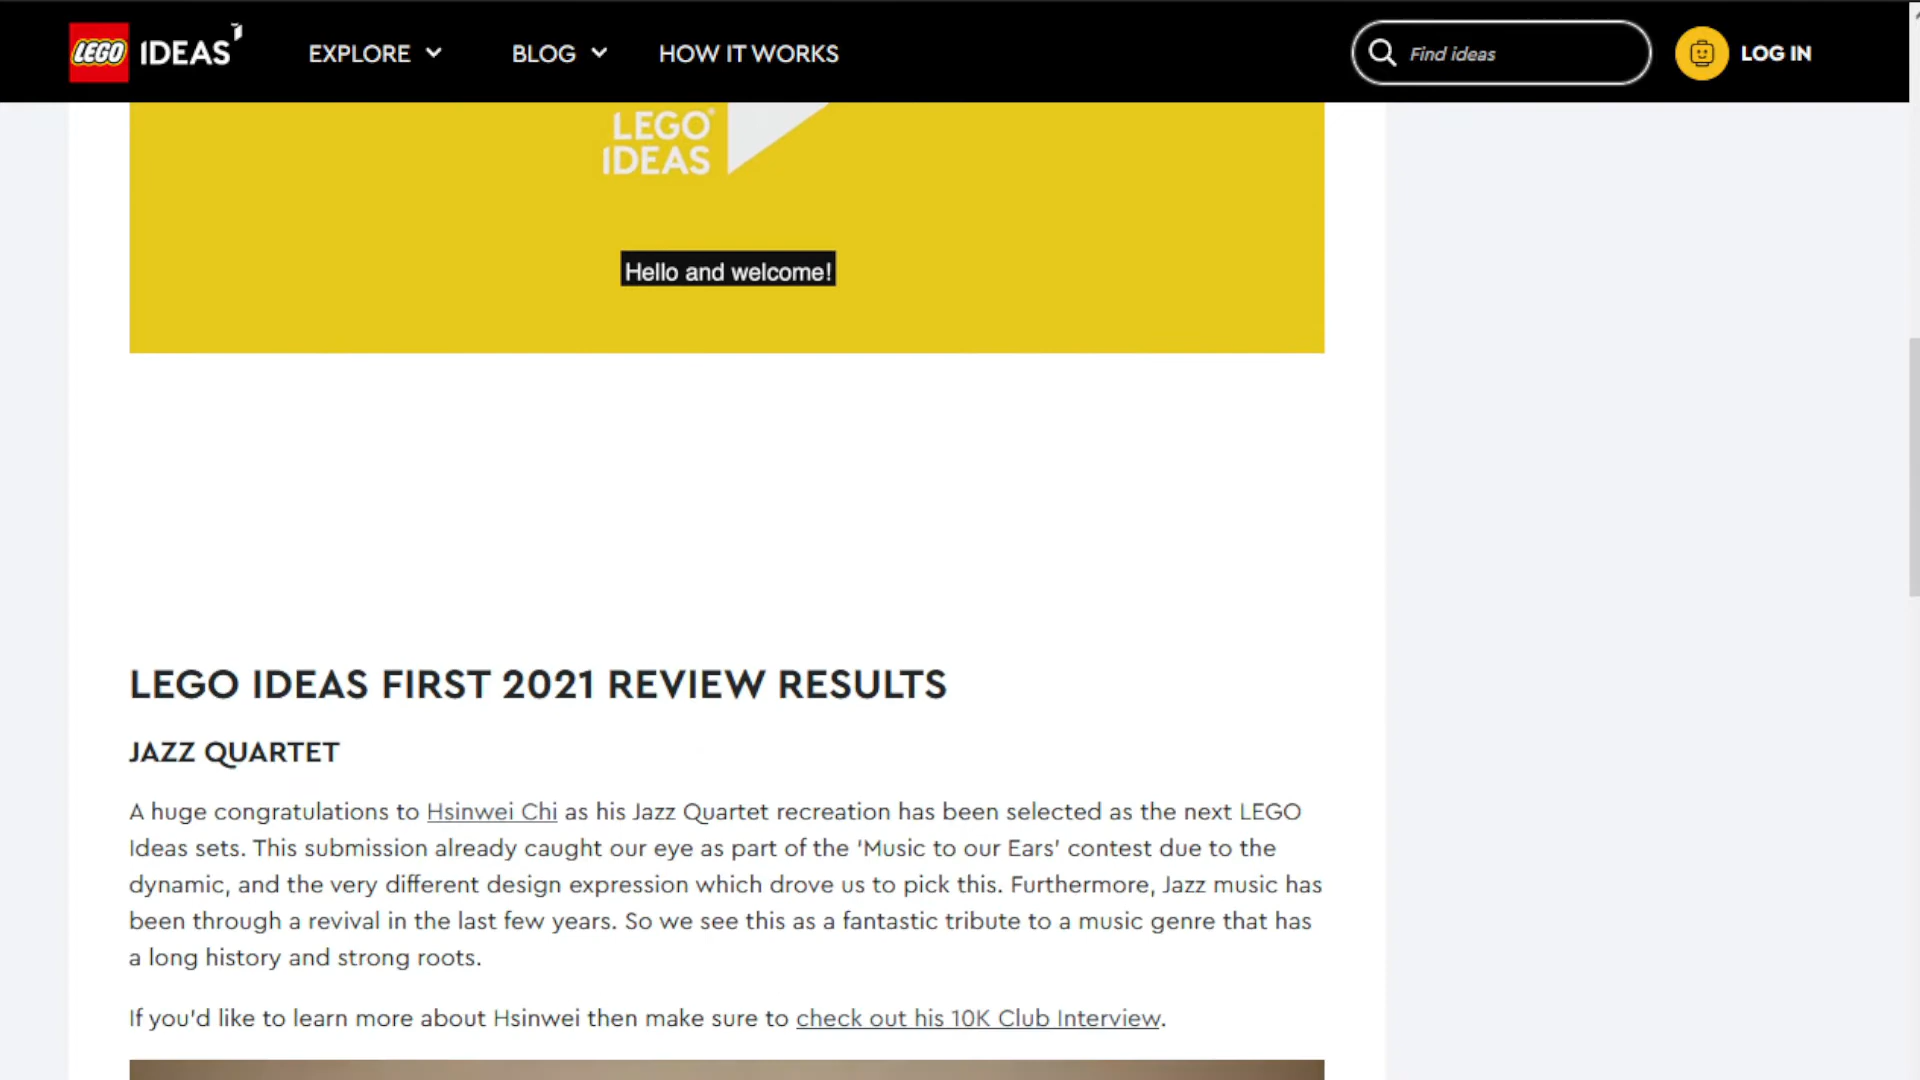 LEGO IDEAS EXPLORE BLOG HOW IT WORKS Find ideas LOG IN
LEGO
IDEAS
Hello and welcome!
LEGO IDEAS FIRST 2021 REVIEW RESULTS
JAZZ QUARTET
A huge congratulations to Hsinwei Chi as his Jazz Quartet recreation has been selected as the next LEGO
Ideas sets. This submission already caught our eye as part of the ‘Music to our Ears’ contest due to the
dynamic, and the very different design expression which drove us to pick this. Furthermore, Jazz music has
been through a revival in the last few years. So we see this as a fantastic tribute to a music genre that has
a long history and strong roots.
If you'd like to learn more about Hsinwei then make sure to check out his 10K Club Interview.